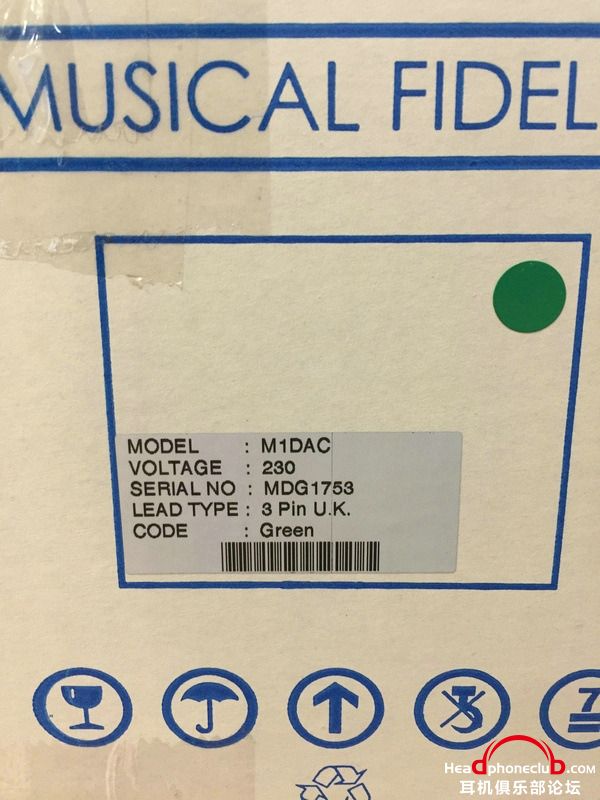 MUSICAL FIDEL
MODEL : M1DAC
VOLTAGE : 230
SERIAL NO : MDG1753
LEAD TYPE : 3 Pin U.K.
CODE : Green
7
HeadphonecluB.com
耳机俱乐部论坛